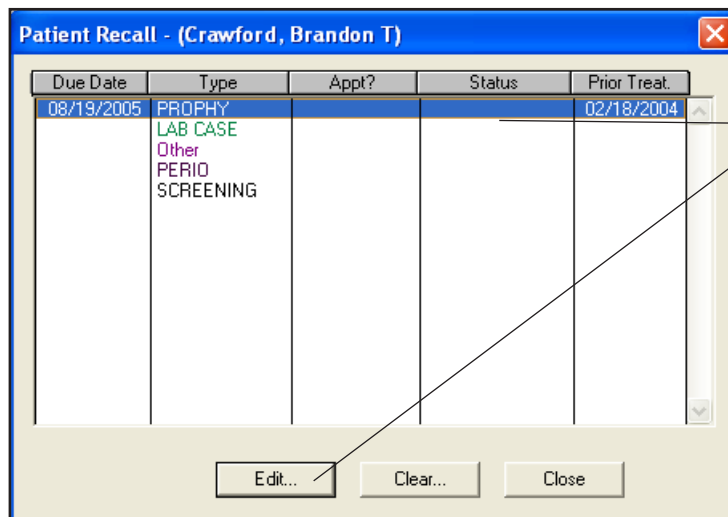 Patient Recall - (Crawford, Brandon T)
Due Date Type Appt? Status Prior Treat.
08/19/2005 PROPHY 02/18/2004
LAB CASE
Other
PERIO
SCREENING
Edit... Clear... Close